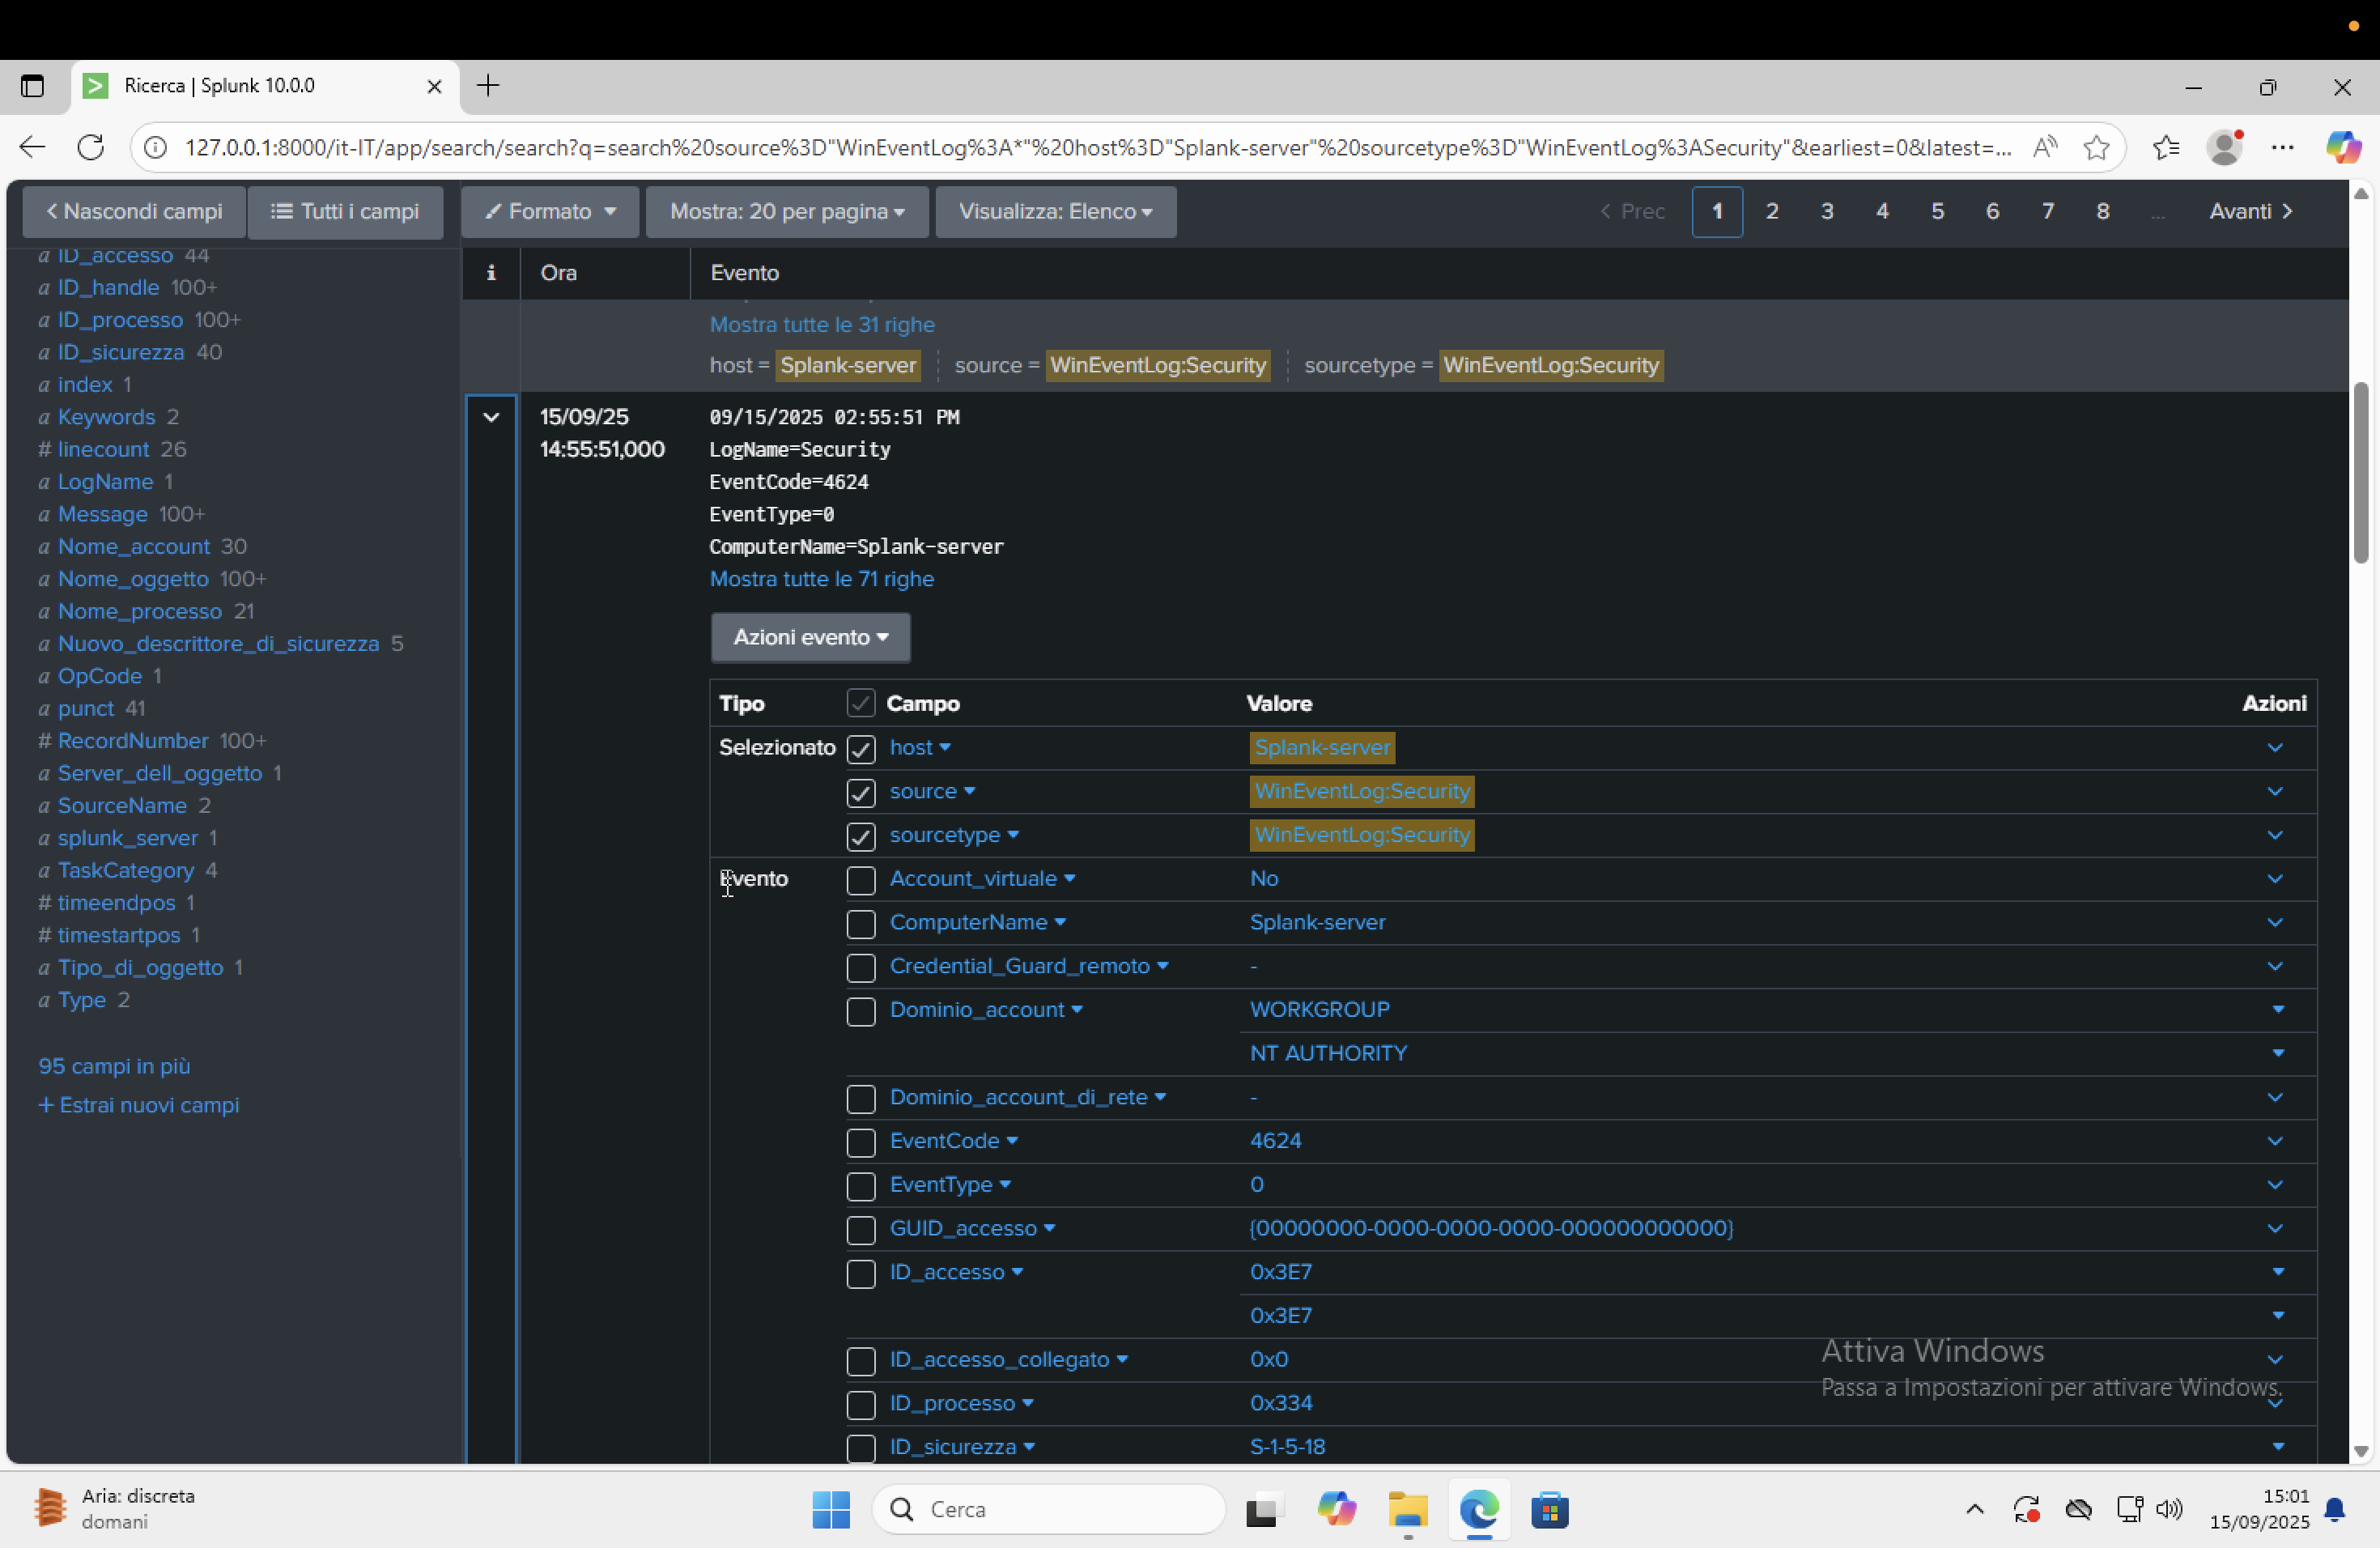 Ricerca | Splunk 10.0.0
127.0.0.1:8000/it-IT/app/search/search?q=search%20source%3D"WinEventLog%3A*"%20host%3D"Splank-server"%20sourcetype%3D"WinEventLog%3ASecurity"&earliest=0&latest=...
Nascondi campi
Tutti i campi
Formato
Mostra: 20 per pagina
Visualizza: Elenco
< Prec 1 2 3 4 5 6 7 8 ... Avanti >
a ID_accesso 44
a ID_handle 100+
a ID_processo 100+
a ID_sicurezza 40
a index 1
a Keywords 2
# linecount 26
a LogName 1
a Message 100+
a Nome_account 30
a Nome_oggetto 100+
a Nome_processo 21
a Nuovo_descrittore_di_sicurezza 5
a OpCode 1
a punct 41
# RecordNumber 100+
a Server_dell_oggetto 1
a SourceName 2
a splunk_server 1
a TaskCategory 4
# timeendpos 1
# timestartpos 1
a Tipo_di_oggetto 1
a Type 2
95 campi in più
+ Estrai nuovi campi
i Ora Evento
Mostra tutte le 31 righe
host = Splank-server source = WinEventLog:Security sourcetype = WinEventLog:Security
15/09/25
14:55:51,000
09/15/2025 02:55:51 PM
LogName=Security
EventCode=4624
EventType=0
ComputerName=Splank-server
Mostra tutte le 71 righe
Azioni evento
Tipo Campo Valore Azioni
Selezionato host Splank-server
source WinEventLog:Security
sourcetype WinEventLog:Security
Evento Account_virtuale No
ComputerName Splank-server
Credential_Guard_remoto -
Dominio_account WORKGROUP
NT AUTHORITY
Dominio_account_di_rete -
EventCode 4624
EventType 0
GUID_accesso {00000000-0000-0000-0000-000000000000}
ID_accesso 0x3E7
0x3E7
ID_accesso_collegato 0x0
ID_processo 0x334
ID_sicurezza S-1-5-18
Attiva Windows
Passa a Impostazioni per attivare Windows.
Aria: discreta
domani
Cerca
15:01
15/09/2025